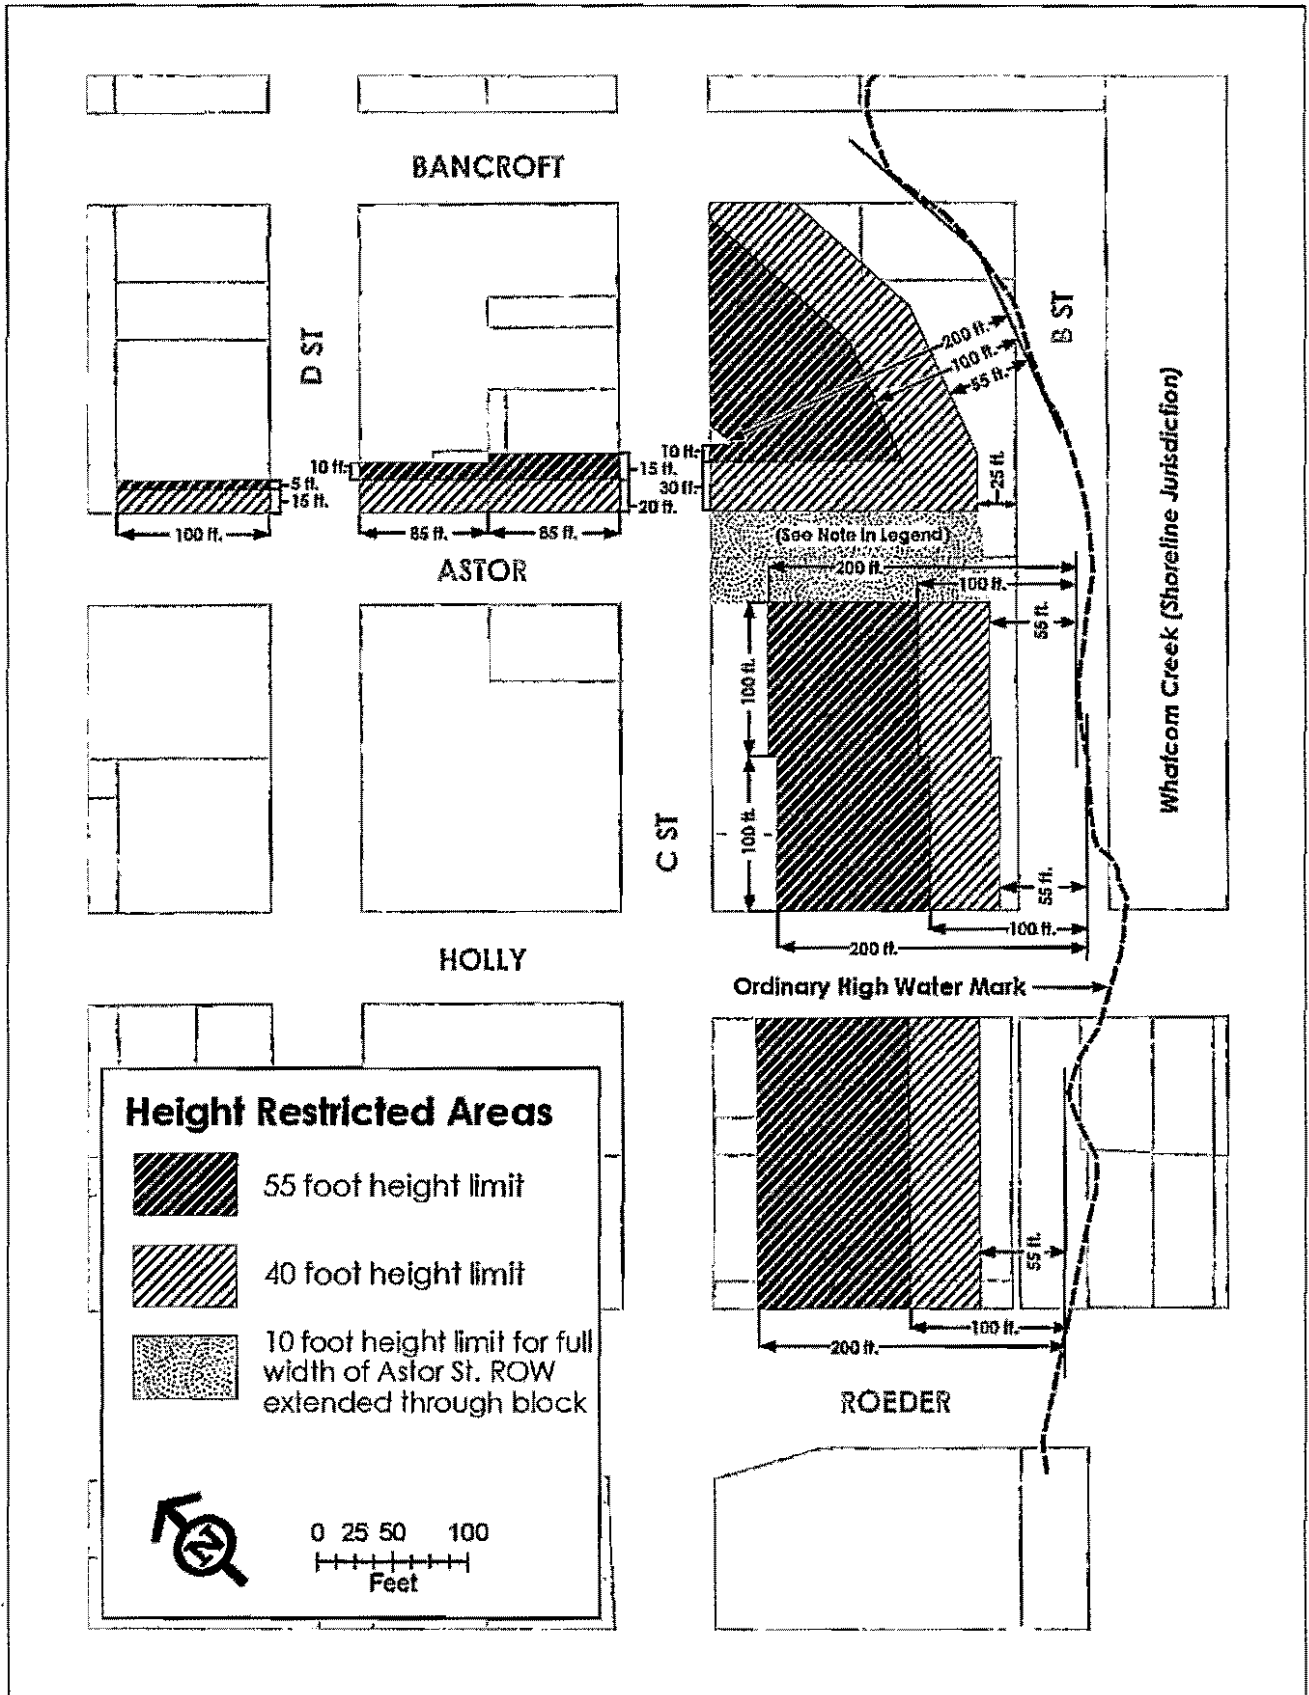 BANCROFT
D ST
B ST
200 ft.
100 ft.
55 ft.
Whatcom Creek (Shoreline Jurisdiction)
10 ft.
5 ft.
15 ft.
100 ft.
10 ft.
15 ft.
20 ft.
85 ft.
85 ft.
10 ft.
30 ft.
25 ft.
(See Note in Legend)
ASTOR
200 ft.
100 ft.
55 ft.
100 ft.
100 ft.
C ST
55 ft.
100 ft.
200 ft.
HOLLY
Ordinary High Water Mark
55 ft.
100 ft.
200 ft.
ROEDER
Height Restricted Areas
55 foot height limit
40 foot height limit
10 foot height limit for full
width of Astor St. ROW
extended through block
N
0 25 50 100
Feet